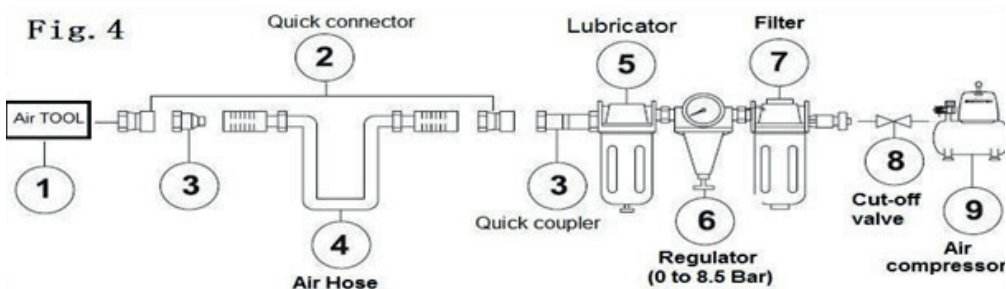 Fig. 4
Quick connector
2
Lubricator
5
Filter
7
Air TOOL
1
3
4
Air Hose
3
Quick coupler
6
Regulator
(0 to 8.5 Bar)
8
Cut-off
valve
9
Air
compressor